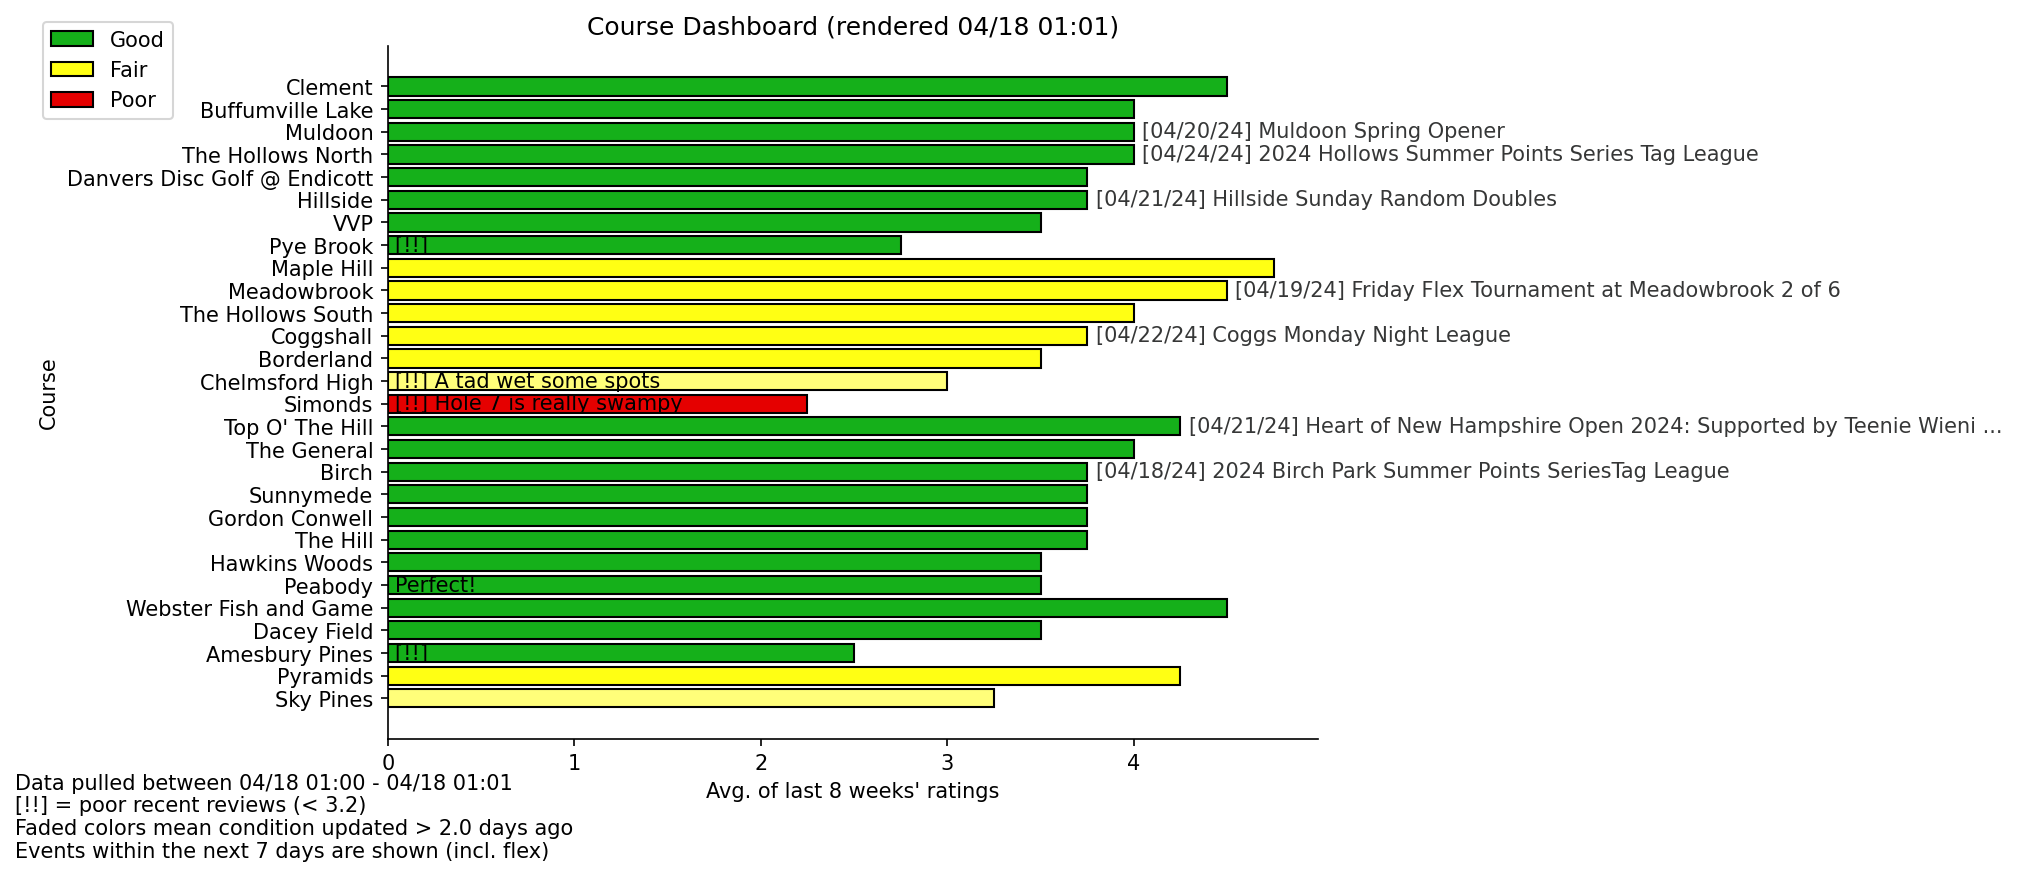 Course Dashboard (rendered 04/18 01:01)
Good
Fair
Poor
Clement
Buffumville Lake
Muldoon [04/20/24] Muldoon Spring Opener
The Hollows North [04/24/24] 2024 Hollows Summer Points Series Tag League
Danvers Disc Golf @ Endicott
Hillside [04/21/24] Hillside Sunday Random Doubles
VVP
Pye Brook [!!]
Maple Hill
Meadowbrook [04/19/24] Friday Flex Tournament at Meadowbrook 2 of 6
The Hollows South
Coggshall [04/22/24] Coggs Monday Night League
Borderland
Chelmsford High [!!] A tad wet some spots
Simonds [!!] Hole 7 is really swampy
Top O' The Hill [04/21/24] Heart of New Hampshire Open 2024: Supported by Teenie Wieni ...
The General
Birch [04/18/24] 2024 Birch Park Summer Points SeriesTag League
Sunnymede
Gordon Conwell
The Hill
Hawkins Woods
Peabody Perfect!
Webster Fish and Game
Dacey Field
Amesbury Pines [!!]
Pyramids
Sky Pines
Course
0 1 2 3 4
Avg. of last 8 weeks' ratings
Data pulled between 04/18 01:00 - 04/18 01:01
[!!] = poor recent reviews (< 3.2)
Faded colors mean condition updated > 2.0 days ago
Events within the next 7 days are shown (incl. flex)